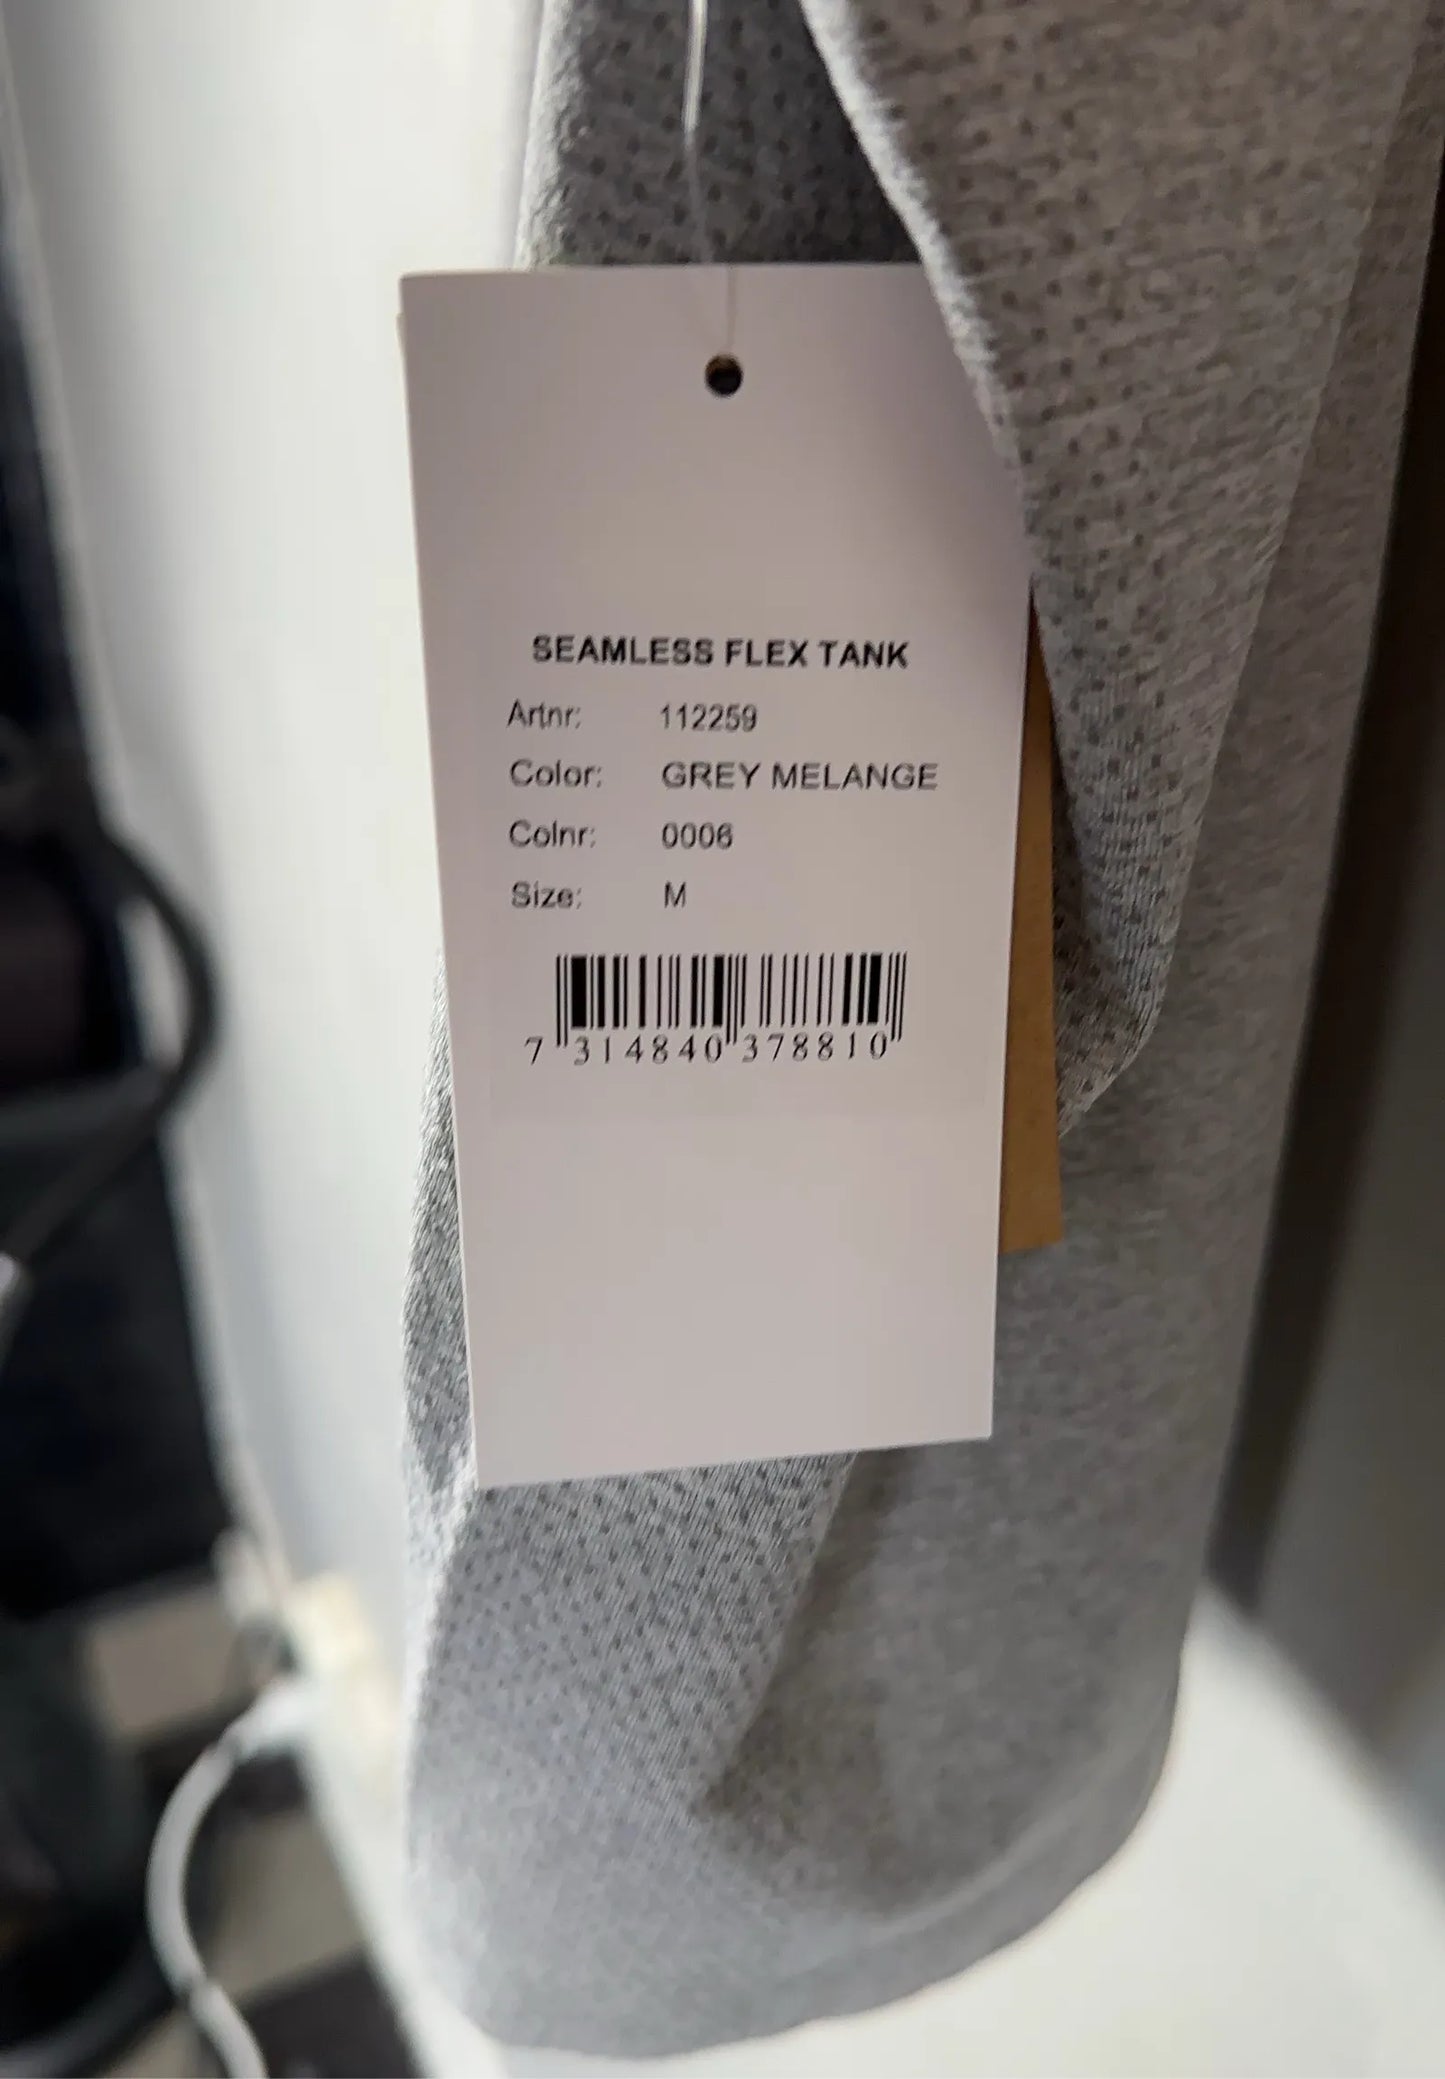 SEAMLESS FLEX TANK
Artnr: 112259
Color: GREY MELANGE
Colnr: 0006
Size: M
7 314840 378810